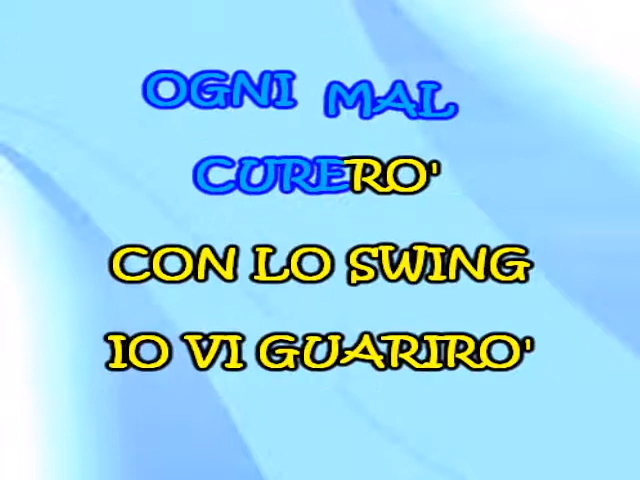 OGNI MAL
CURERO'
CON LO SWING
IO VI GUARIRO'